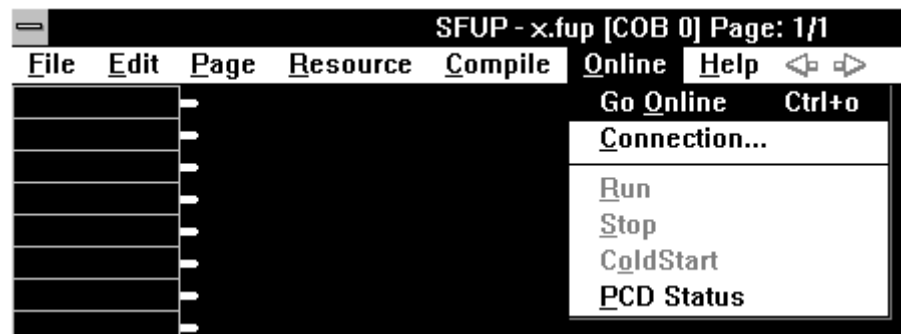 SFUP - x.fup [COB 0] Page: 1/1
File Edit Page Resource Compile Online Help
Go Online Ctrl+o
Connection...
Run
Stop
ColdStart
PCD Status